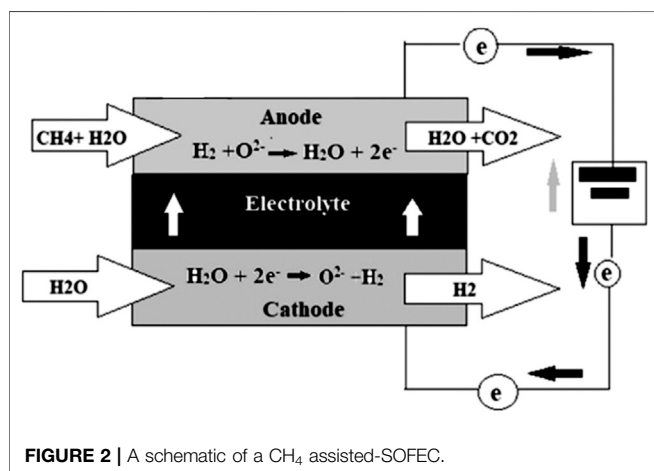 e
Anode
CH4+ H2O
H₂ +O²⁻ → H₂O + 2e⁻
H2O +CO2
Electrolyte
H2O
H₂O + 2e⁻ → O²⁻ –H₂
H2
e
Cathode
e
FIGURE 2 | A schematic of a CH₄ assisted-SOFEC.